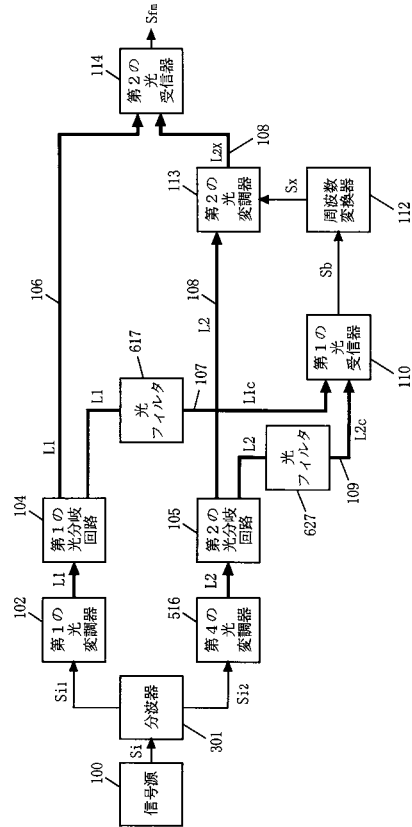 信号源
100
Si
分波器
301
Si1
Si2
第1の
光
変調器
102
第4の
光
変調器
516
L1
L2
第1の
光分岐
回路
104
第2の
光分岐
回路
105
L1
L1
106
L2
L2
108
光
フィルタ
617
107
光
フィルタ
627
109
L1c
L2c
第1の
光
受信器
110
Sb
周波数
変換器
112
Sx
第2の
光
変調器
113
L2x
108
第2の
光
受信器
114
Sfm